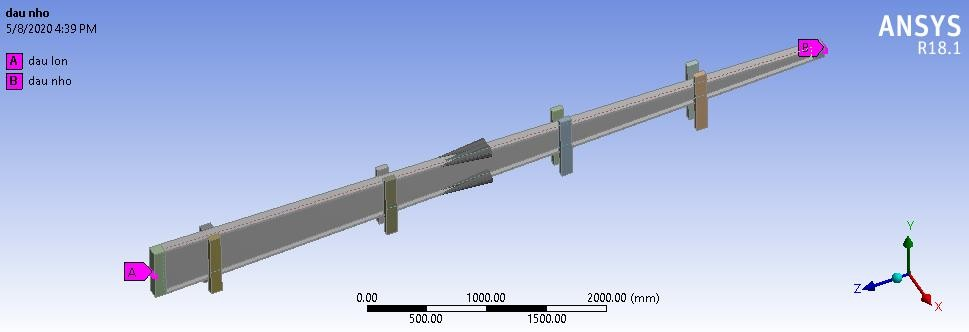 dau nho
5/8/2020 4:39 PM
A dau lon
B dau nho
ANSYS
R18.1
B
A
0.00 1000.00 2000.00 (mm)
500.00 1500.00
Y
Z
X